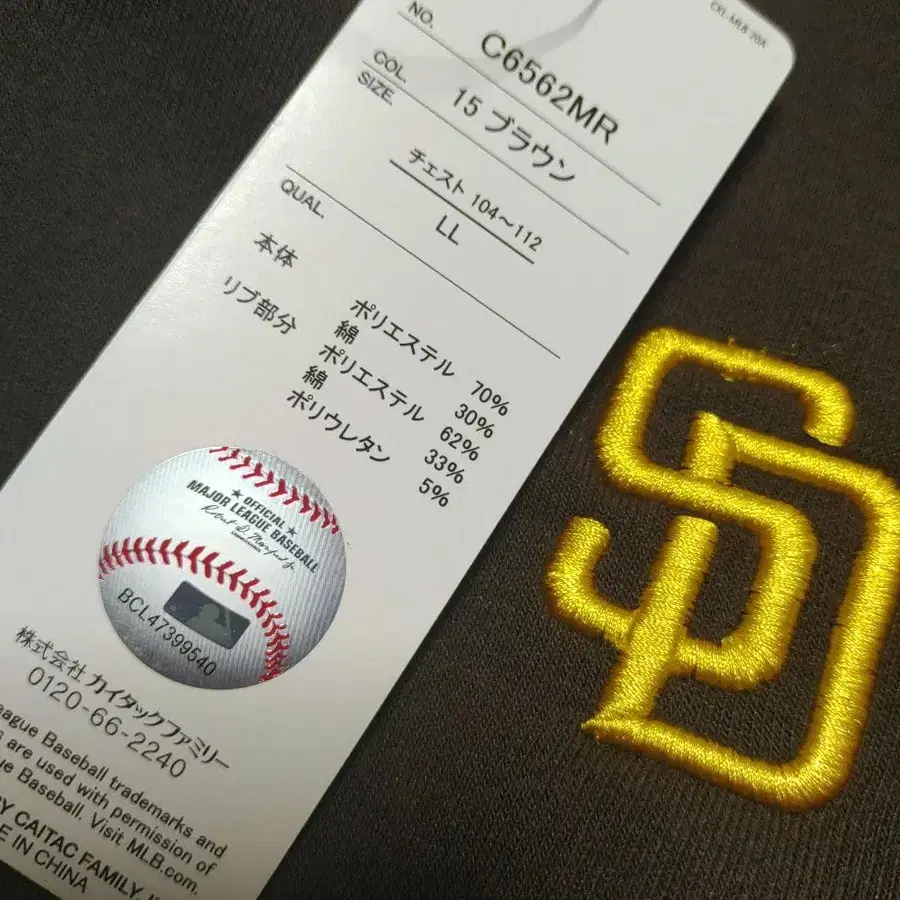 CKL-MLB-20A
NO.
C6562MR
COL.
15 ブラウン
SIZE.
チェスト 104〜112
LL
QUAL.
本体
ポリエステル 70%
綿 30%
リブ部分
ポリエステル 62%
綿 33%
ポリウレタン 5%
★ OFFICIAL ★
MAJOR LEAGUE BASEBALL
BCL47399540
株式会社 カイタックファミリー
0120-66-2240
eague Baseball trademarks and
s are used with permission of
Baseball. Visit MLB.com.
Y CAITAC FAMILY,
E IN CHINA
SD